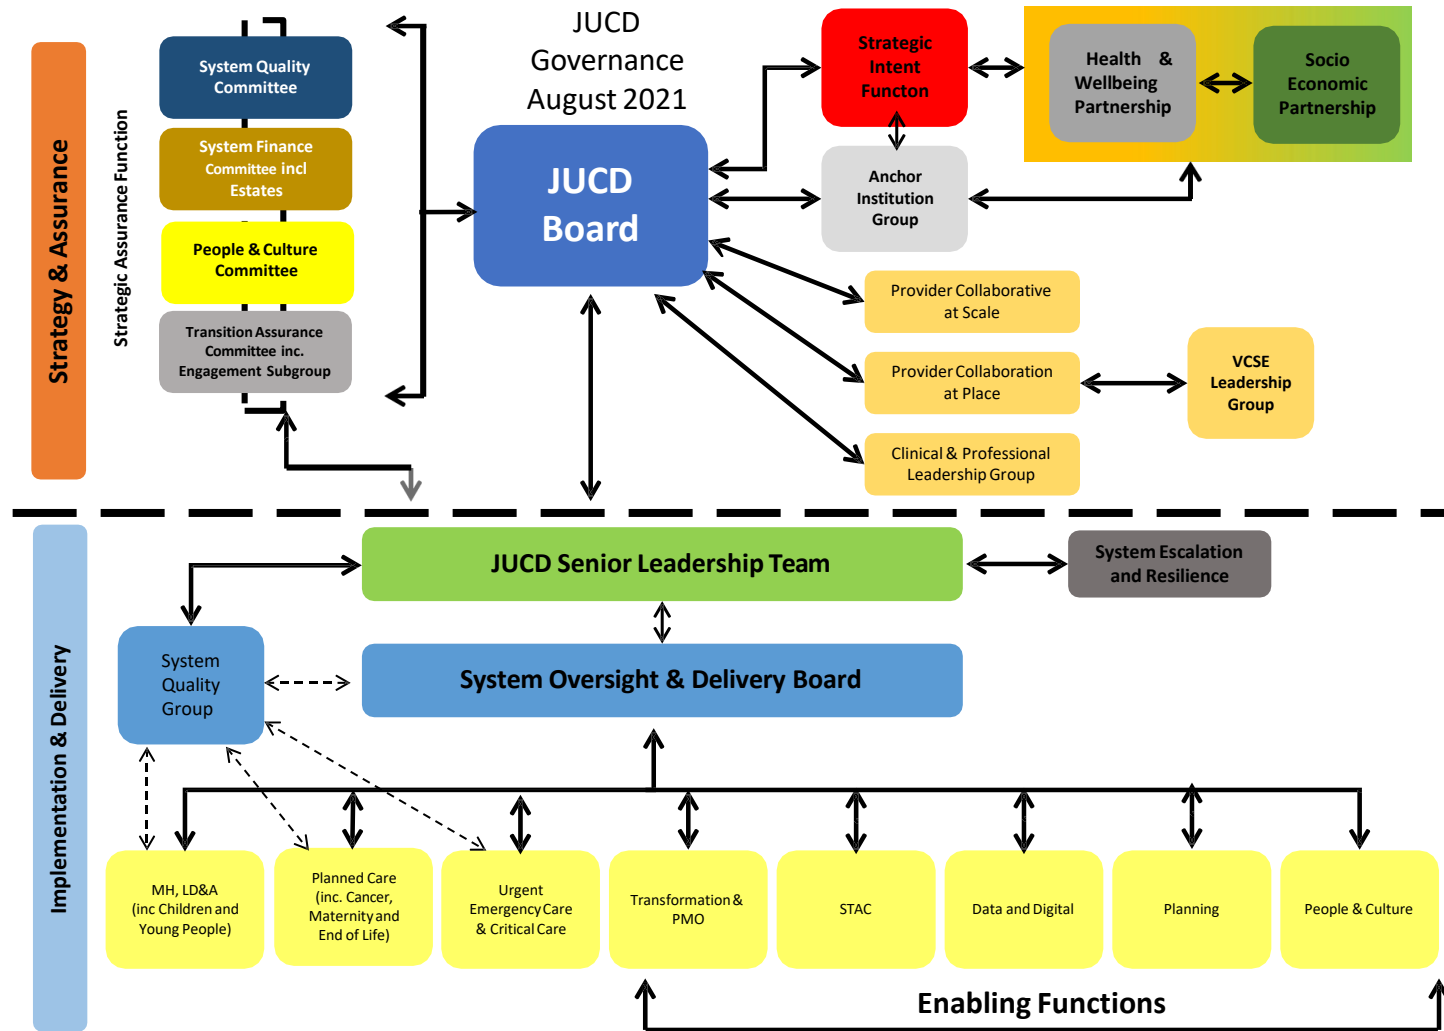 JUCD
Governance
August 2021
Strategy & Assurance
Strategic Assurance Function
System Quality
Committee
System Finance
Committee incl
Estates
People & Culture
Committee
Transition Assurance
Committee inc.
Engagement Subgroup
JUCD
Board
Strategic
Intent
Functon
Anchor
Institution
Group
Health &
Wellbeing
Partnership
Socio
Economic
Partnership
Provider Collaborative
at Scale
Provider Collaboration
at Place
Clinical & Professional
Leadership Group
VCSE
Leadership
Group
Implementation & Delivery
JUCD Senior Leadership Team
System Escalation
and Resilience
System
Quality
Group
System Oversight & Delivery Board
MH, LD&A
(inc Children and
Young People)
Planned Care
(inc. Cancer,
Maternity and
End of Life)
Urgent
Emergency Care
& Critical Care
Transformation &
PMO
STAC
Data and Digital
Planning
People & Culture
Enabling Functions